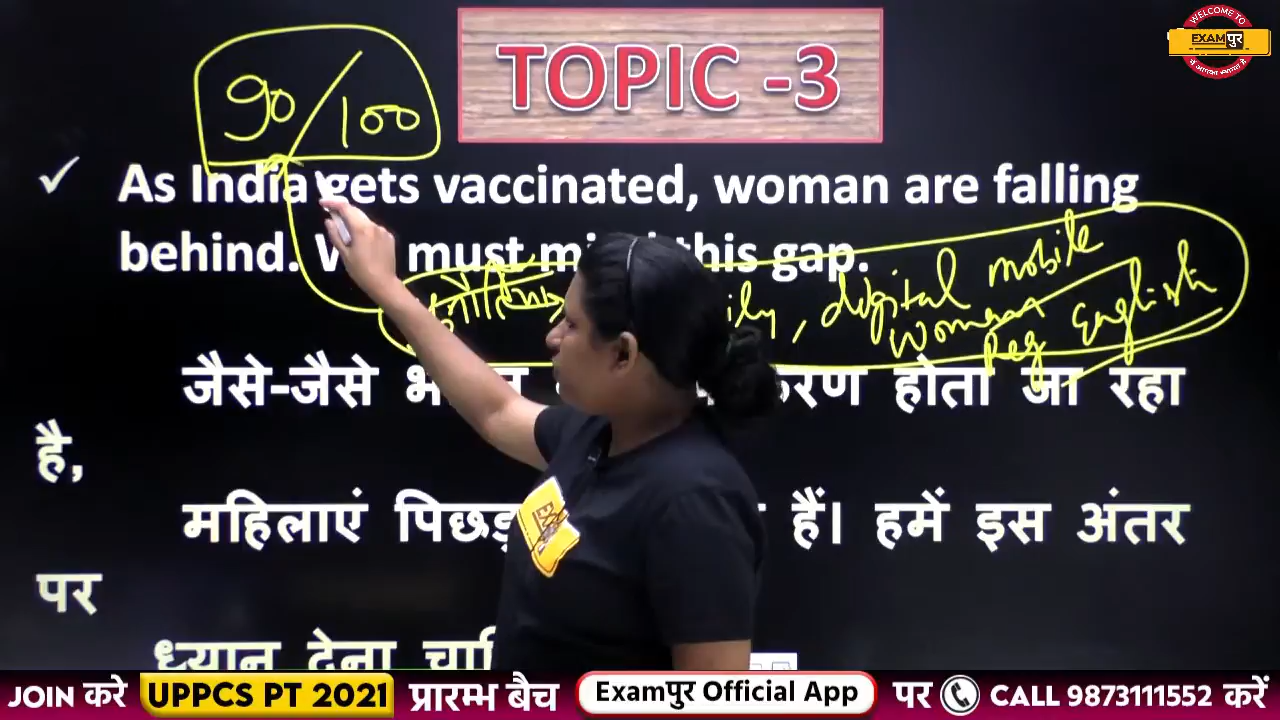 WELCOME TO
EXAMपुर
TOPIC -3
90/100
As India gets vaccinated, woman are falling
behind. must this gap.
digital mobile
women Reg English
जैसे-जैसे होता आ रहा
है,
महिलाएं हैं। हमें इस अंतर
पर
ध्यान देना
JOIN करे UPPCS PT 2021 प्रारम्भ बैच Examपुर Official App पर CALL 9873111552 करें